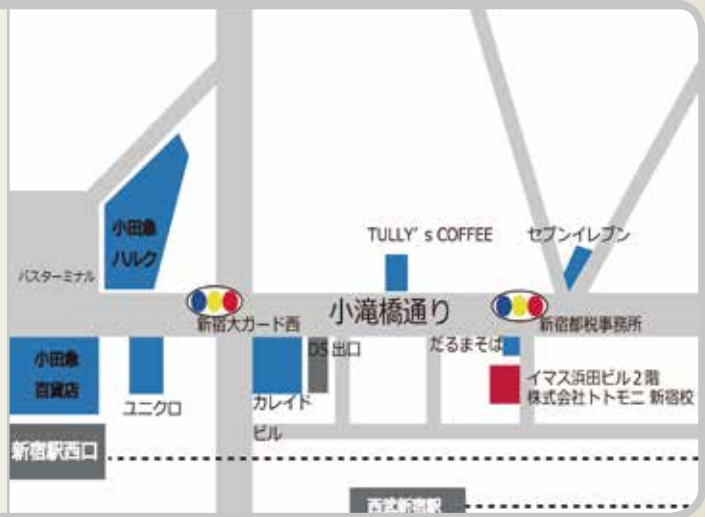 小田急
ハルク
TULLY’s COFFEE
セブンイレブン
バスターミナル
新宿大ガード西
小滝橋通り
新宿都税事務所
小田急
百貨店
ユニクロ
カレイド
ビル
D5 出口
だるまそば
イマス浜田ビル2階
株式会社トトモニ 新宿校
新宿駅西口
西武新宿駅